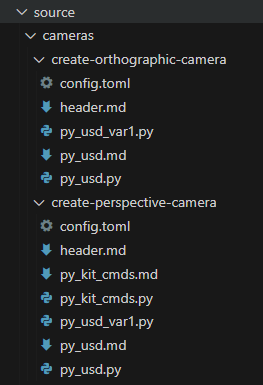 source
cameras
create-orthographic-camera
config.toml
header.md
py_usd_var1.py
py_usd.md
py_usd.py
create-perspective-camera
config.toml
header.md
py_kit_cmds.md
py_kit_cmds.py
py_usd_var1.py
py_usd.md
py_usd.py